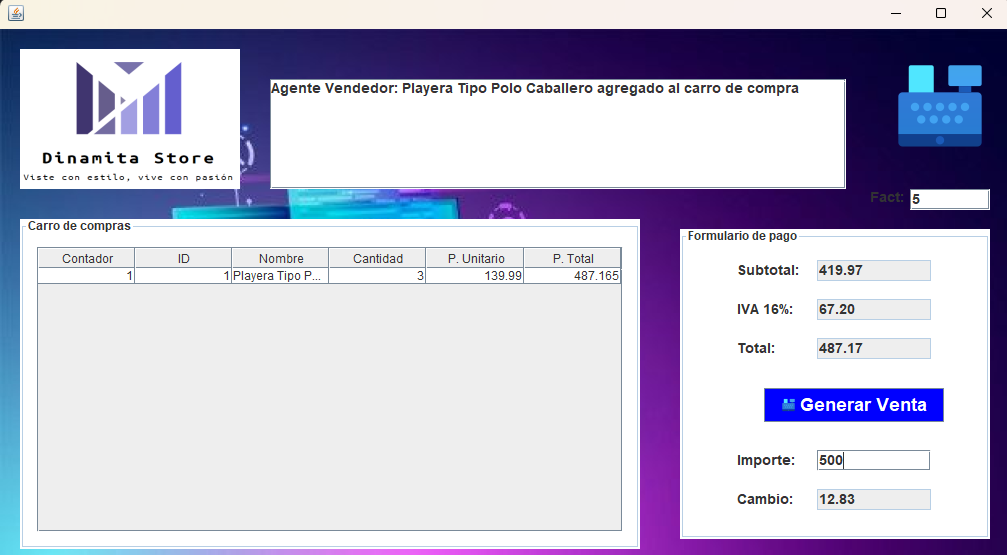 Dinamita Store
Viste con estilo, vive con pasión
Agente Vendedor: Playera Tipo Polo Caballero agregado al carro de compra
Fact: 5
Carro de compras
Contador ID Nombre Cantidad P. Unitario P. Total
1 1 Playera Tipo P... 3 139.99 487.165
Formulario de pago
Subtotal: 419.97
IVA 16%: 67.20
Total: 487.17
Generar Venta
Importe: 500
Cambio: 12.83